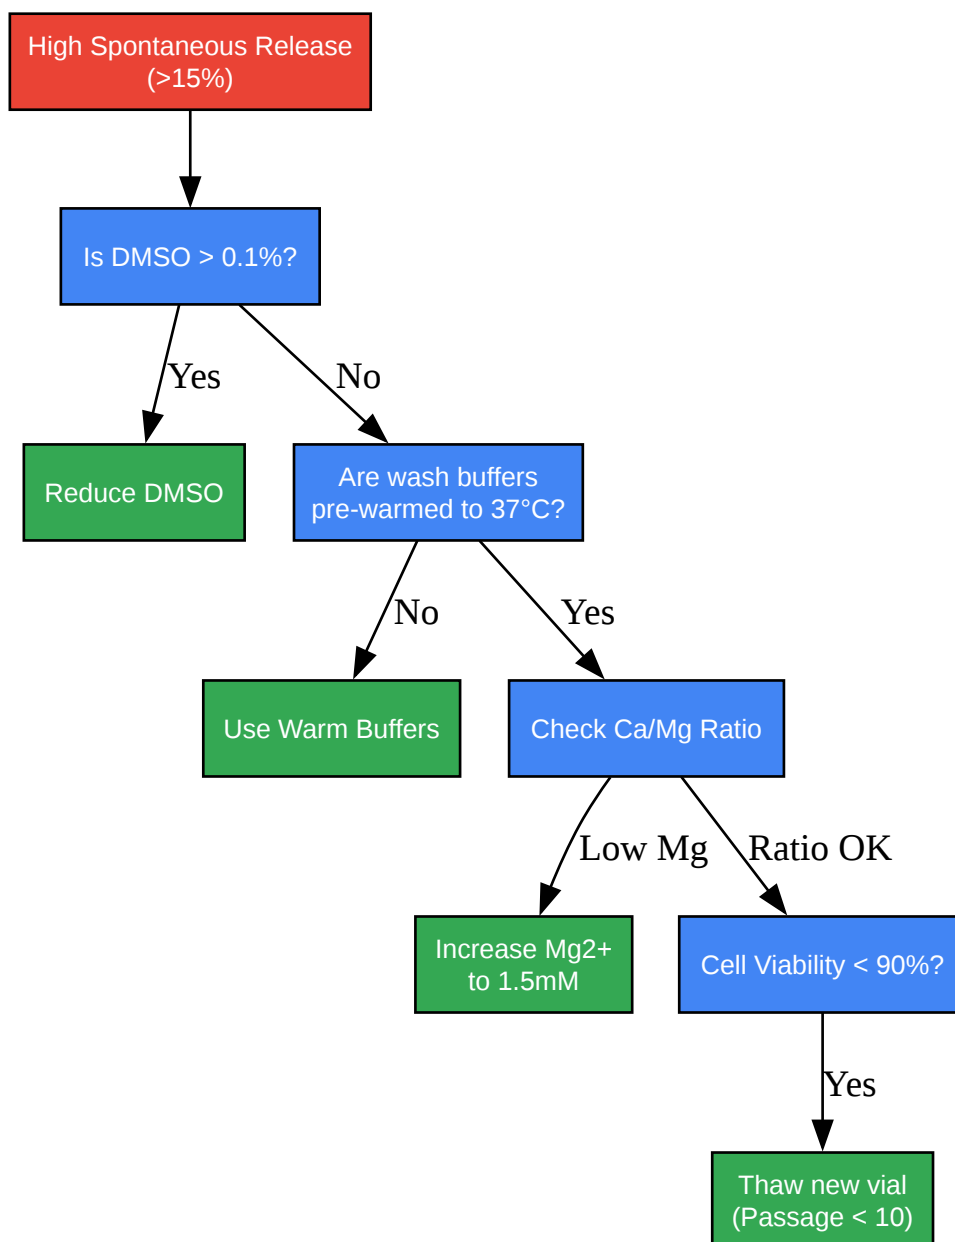 High Spontaneous Release
(>15%)
Is DMSO > 0.1%?
Yes
No
Reduce DMSO
Are wash buffers
pre-warmed to 37°C?
No
Yes
Use Warm Buffers
Check Ca/Mg Ratio
Low Mg
Ratio OK
Increase Mg2+
to 1.5mM
Cell Viability < 90%?
Yes
Thaw new vial
(Passage < 10)